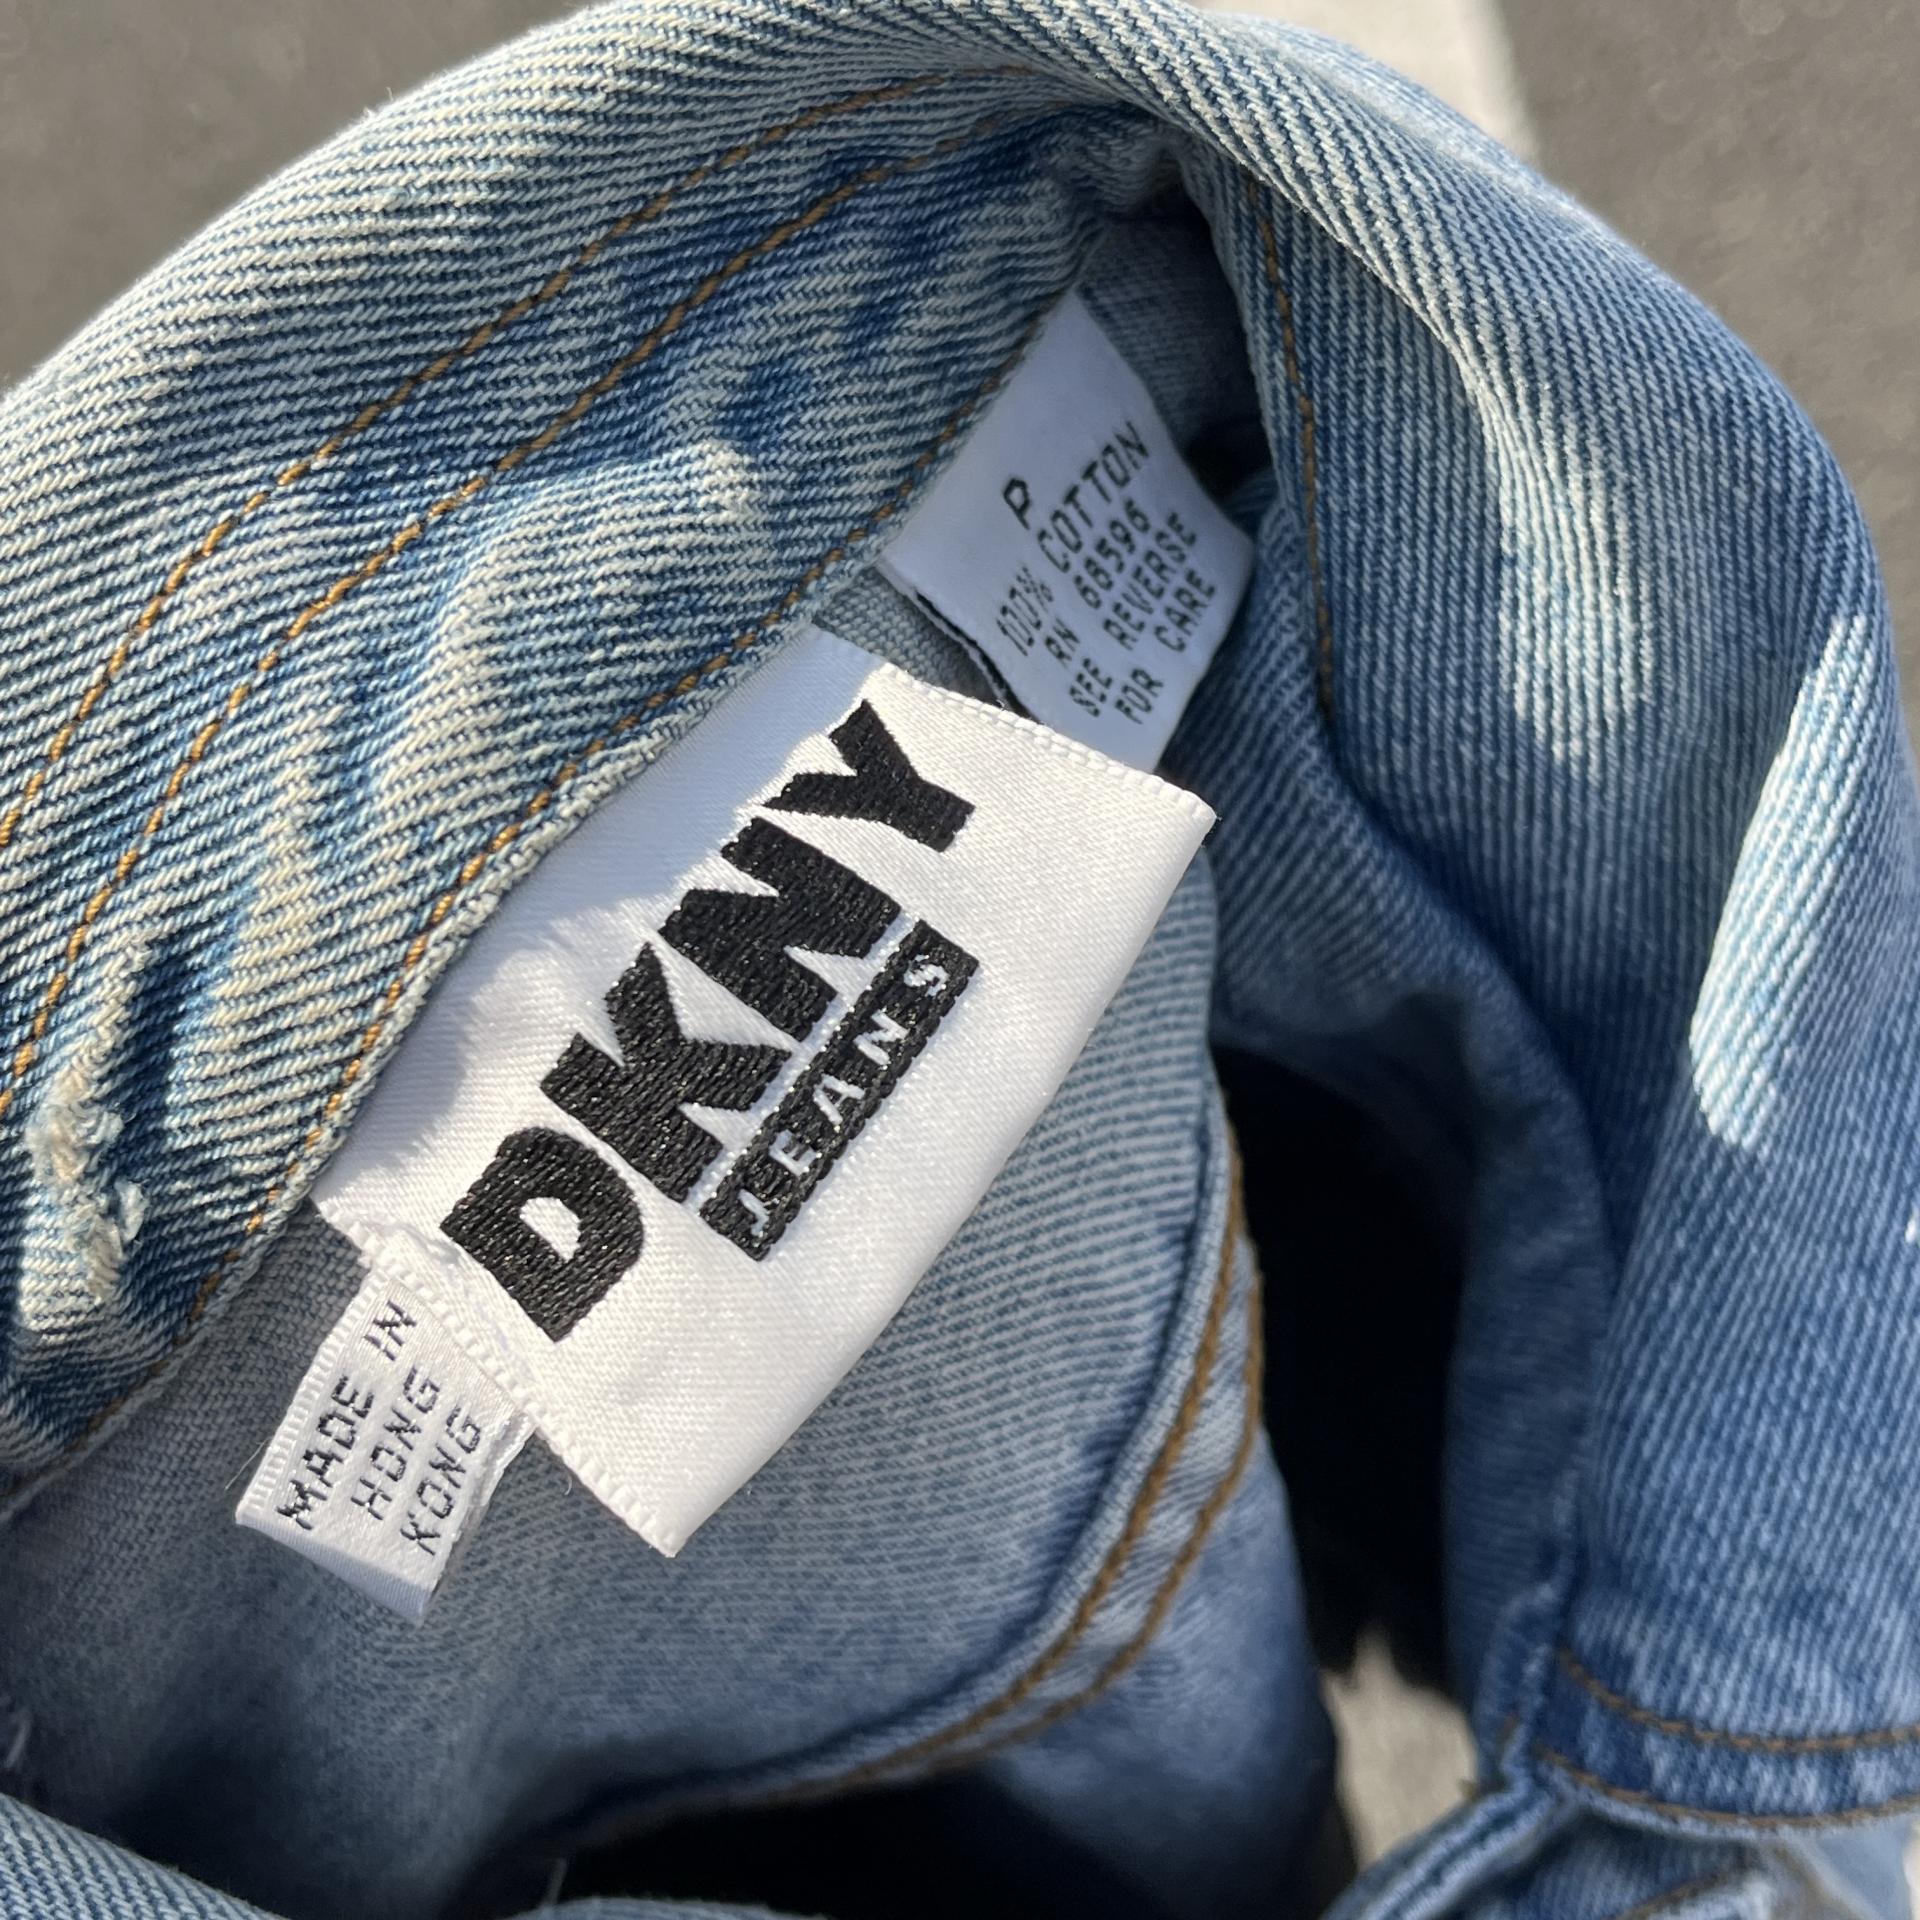 P
100% COTTON
RN 68596
SEE REVERSE
FOR CARE
DKNY
JEANS
MADE IN
HONG
KONG